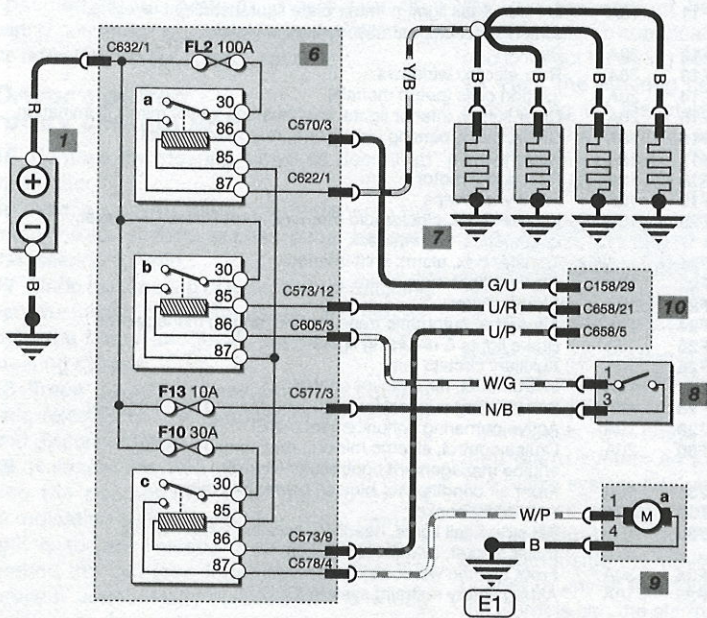 C632/1
FL2 100A
6
R
1
B
a
30
86
85
87
C570/3
C622/1
Y/B
B
B
B
B
7
b
30
85
86
87
C573/12
C605/3
G/U
C158/29
10
U/R
C658/21
U/P
C658/5
F13 10A
C577/3
W/G
1
8
N/B
3
F10 30A
c
30
85
86
87
C573/9
C578/4
W/P
1
a
M
B
4
9
E1